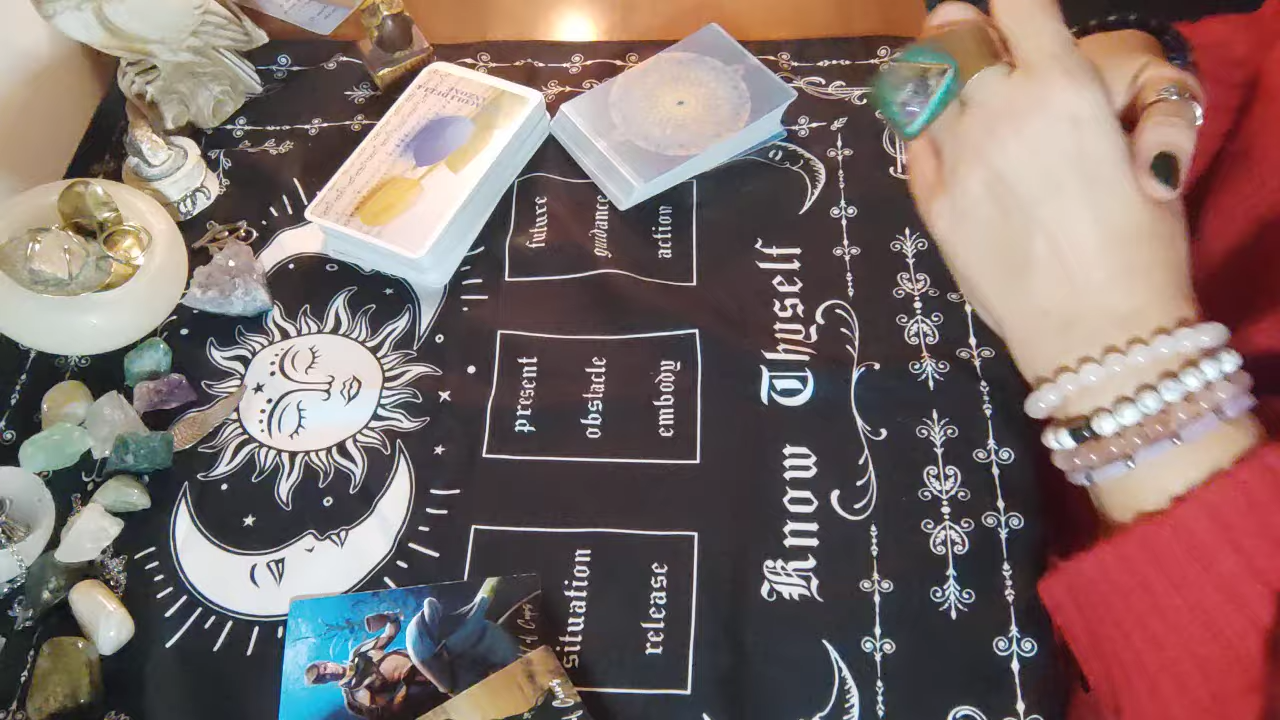 future
guidance
action
present
obstacle
embody
situation
release
Know Thyself